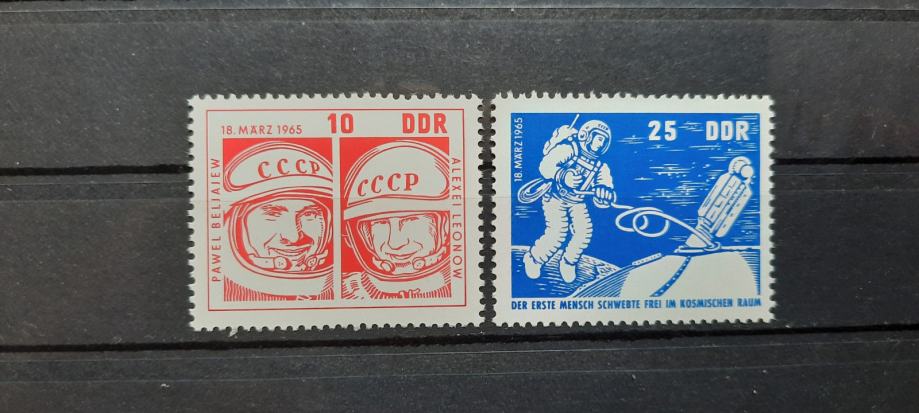 18. MÄRZ 1965 10 DDR
PAWEL BELJAJEW
CCCP
CCCP
ALEXEI LEONOW
18. MÄRZ 1965
25 DDR
DER ERSTE MENSCH SCHWEBTE FREI IM KOSMISCHEN RAUM